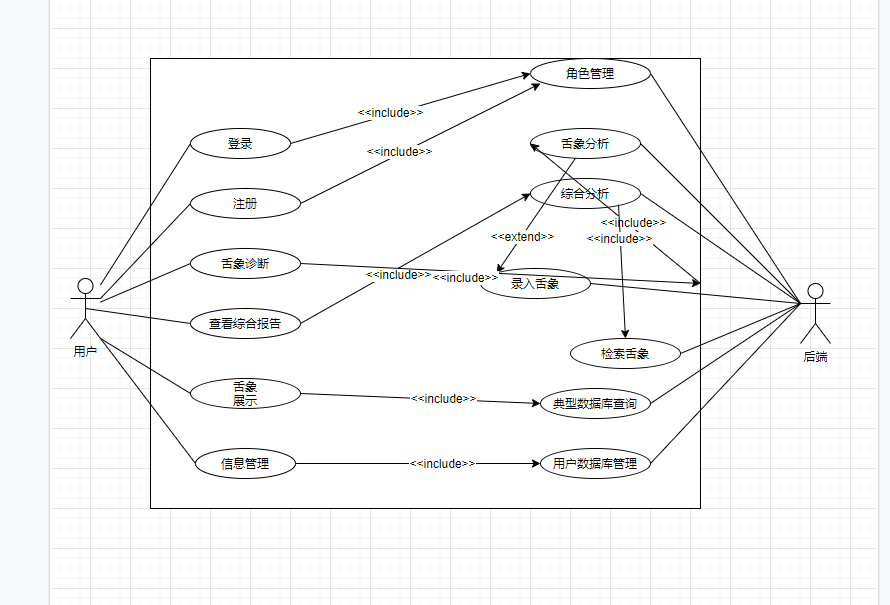 角色管理
<<include>>
登录
舌象分析
<<include>>
综合分析
注册
<<include>>
<<extend>>
<<include>>
舌象诊断
<<include>>
<<include>>
录入舌象
查看综合报告
用户
后端
检索舌象
舌象
展示
<<include>>
典型数据库查询
信息管理
<<include>>
用户数据库管理